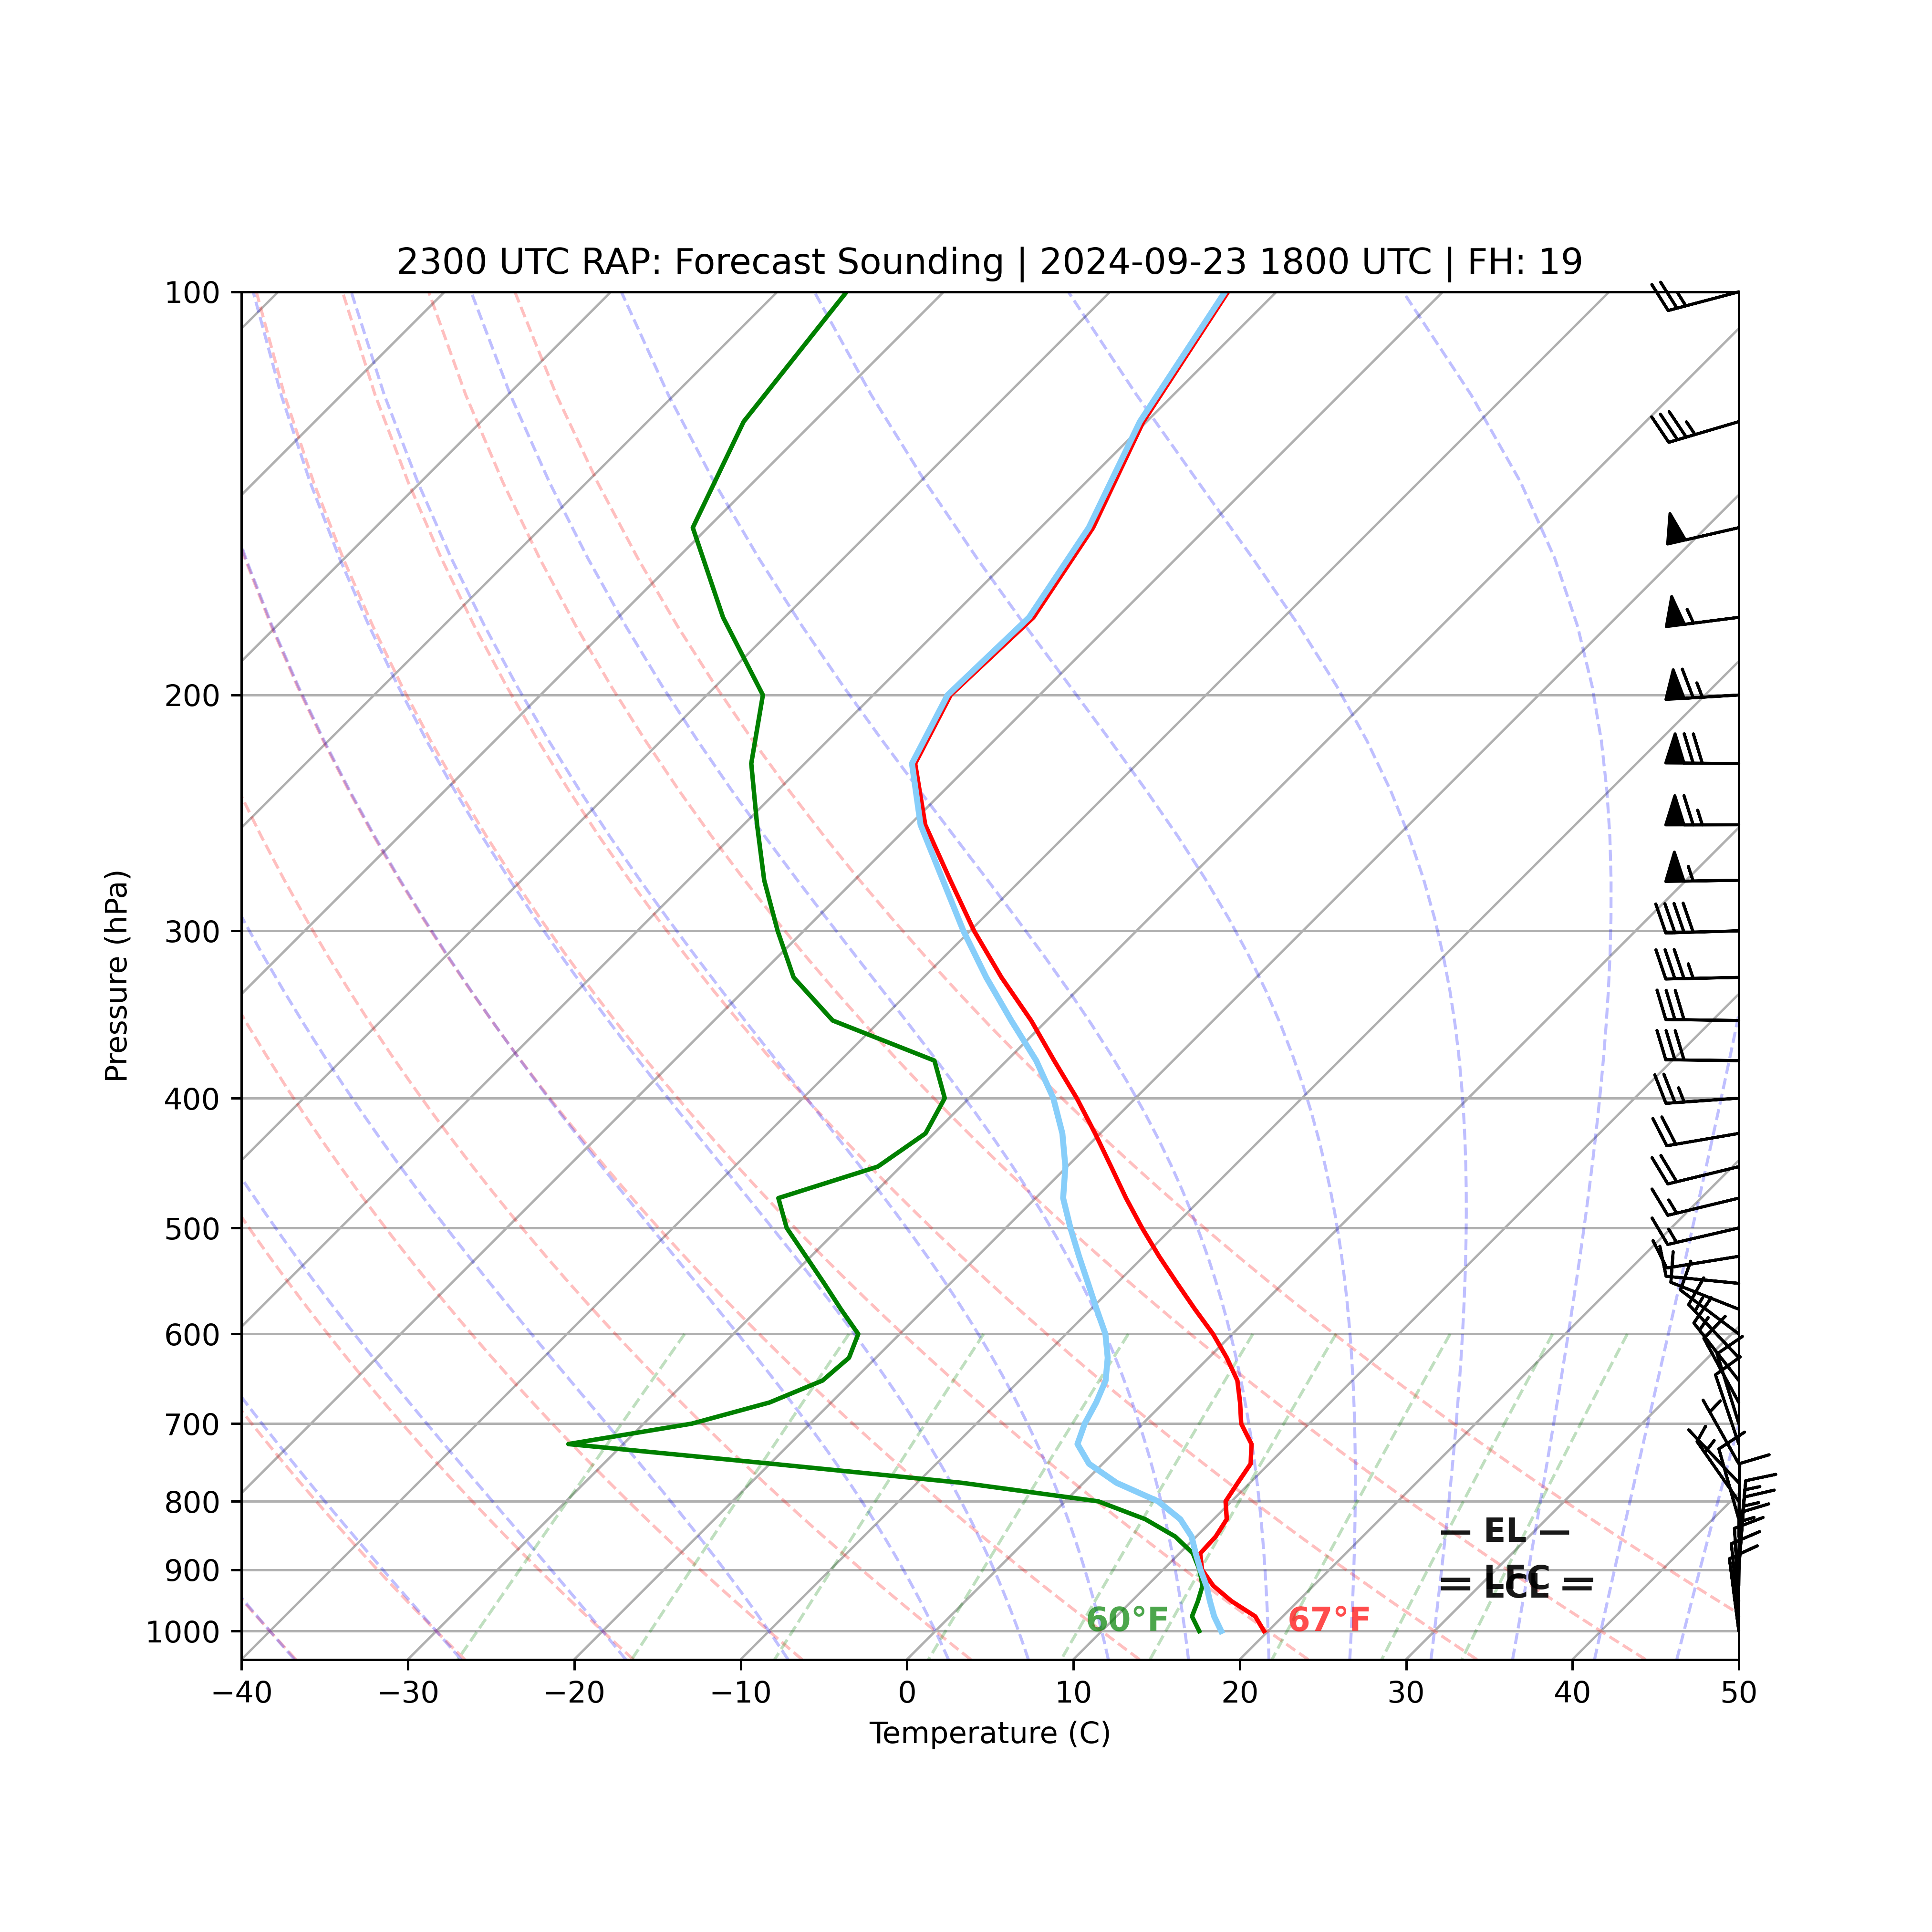 2300 UTC RAP: Forecast Sounding | 2024-09-23 1800 UTC | FH: 19
100
200
300
400
500
600
700
800
900
1000
Pressure (hPa)
— EL —
— LFC —
— LCL —
60°F
67°F
−40 −30 −20 −10 0 10 20 30 40 50
Temperature (C)